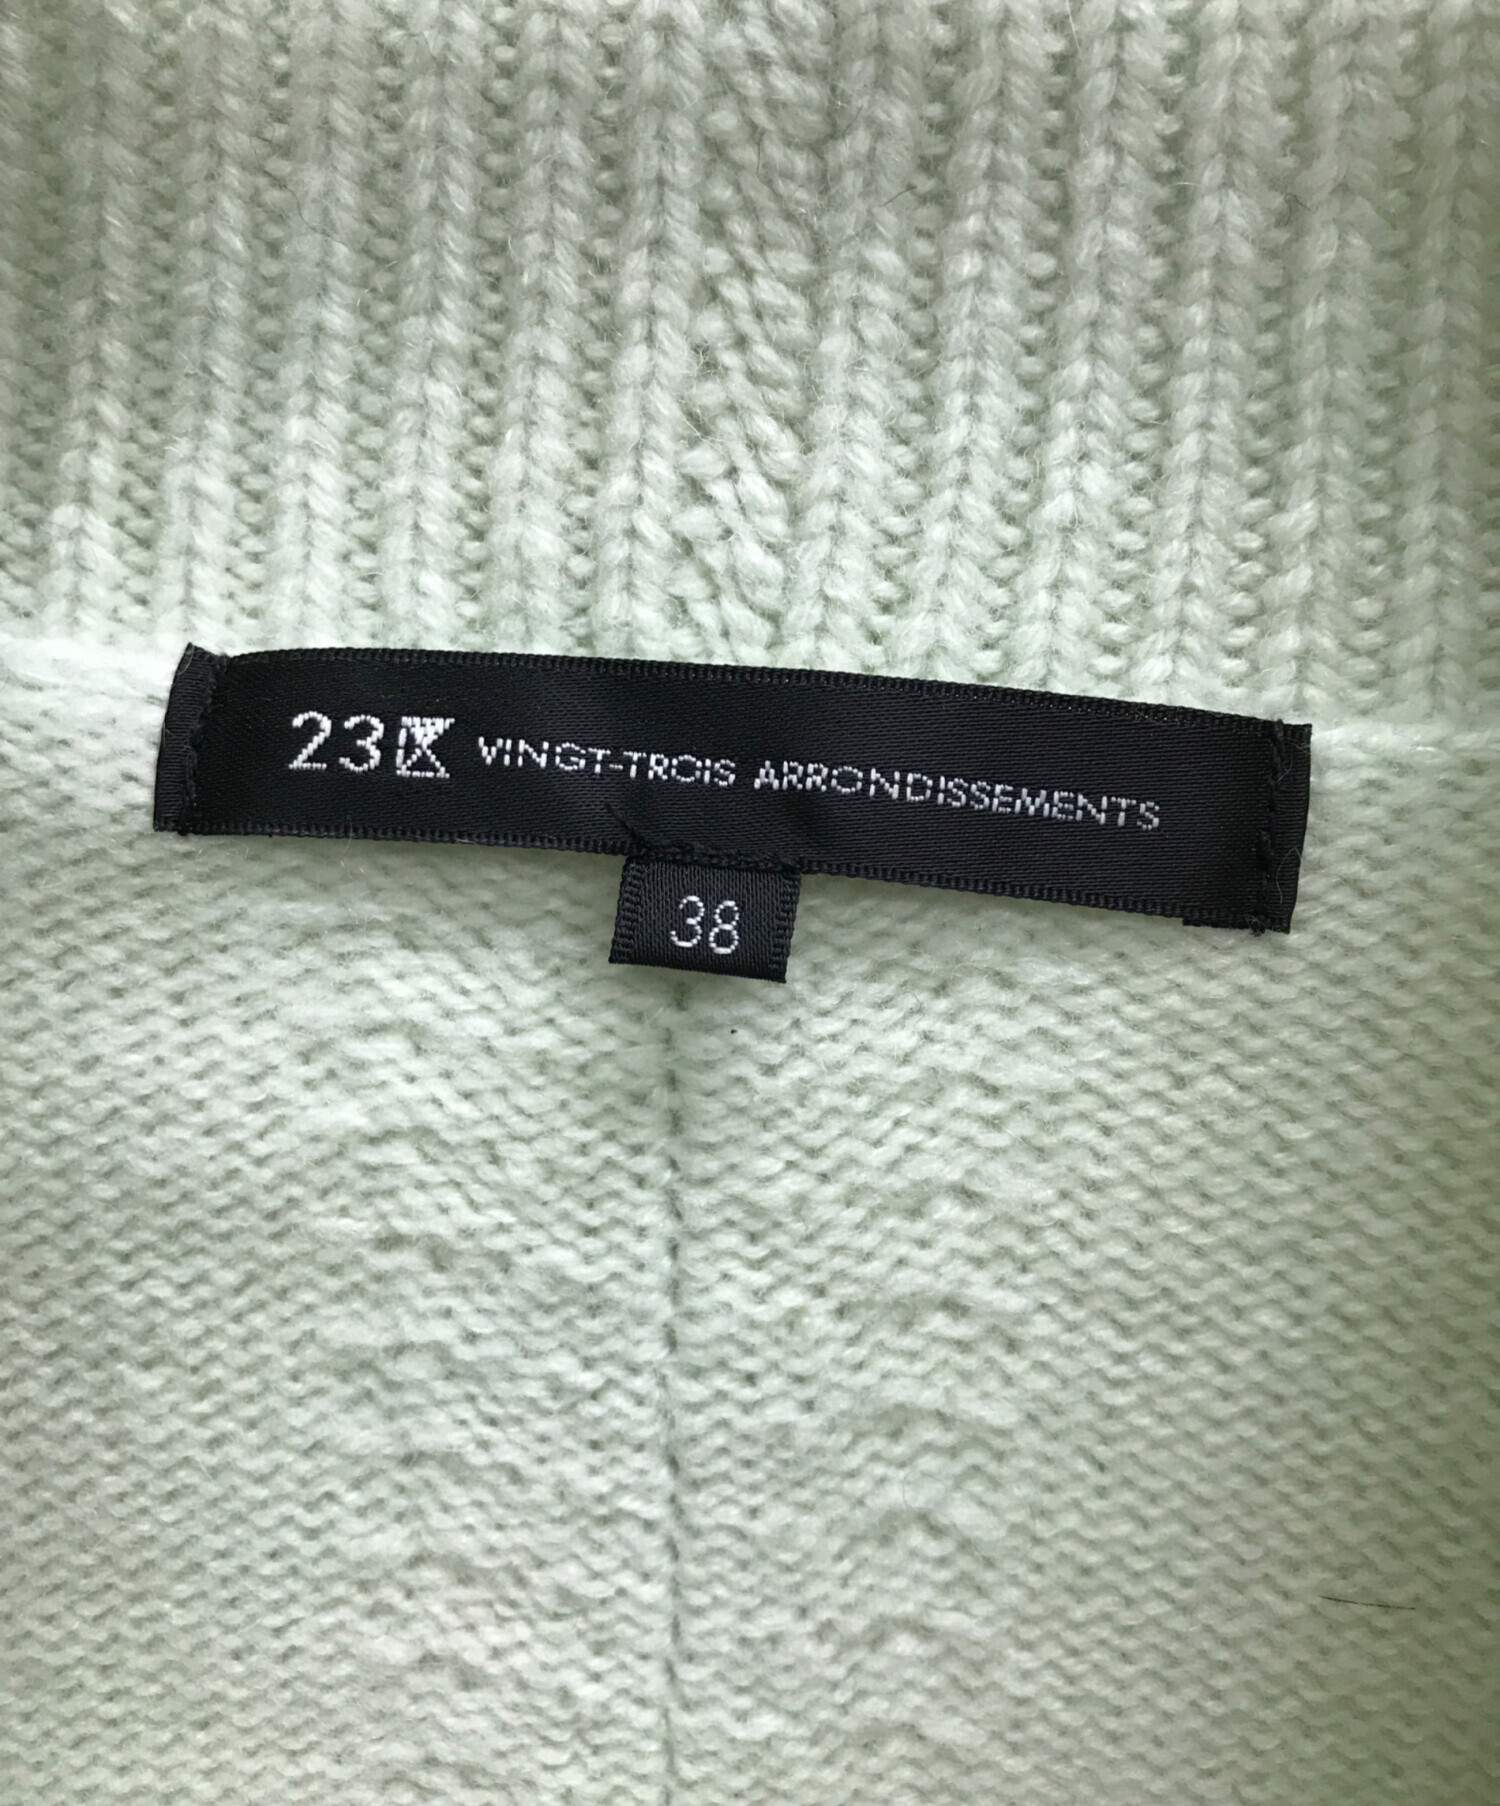 23区 VINGT-TROIS ARRONDISSEMENTS
38